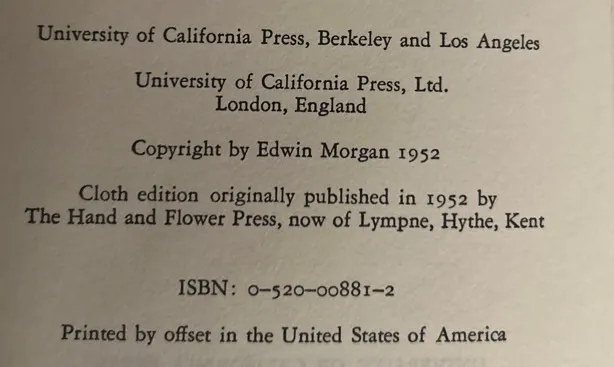 University of California Press, Berkeley and Los Angeles
University of California Press, Ltd.
London, England
Copyright by Edwin Morgan 1952
Cloth edition originally published in 1952 by
The Hand and Flower Press, now of Lympne, Hythe, Kent
ISBN: 0–520–00881–2
Printed by offset in the United States of America